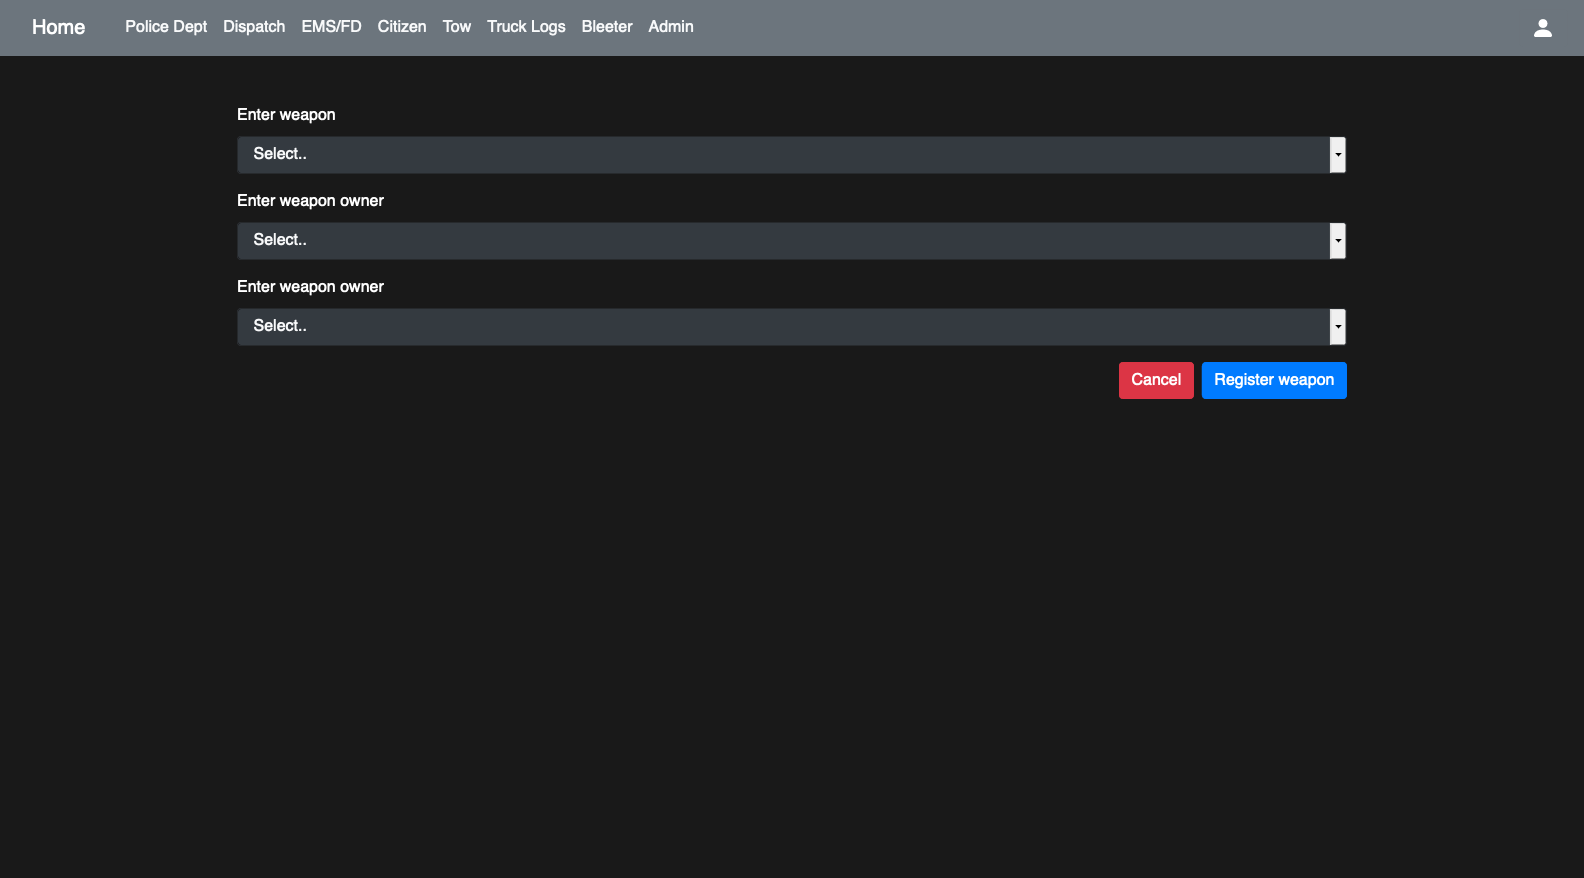 Home Police Dept Dispatch EMS/FD Citizen Tow Truck Logs Bleeter Admin
Enter weapon
Select..
Enter weapon owner
Select..
Enter weapon owner
Select..
Cancel Register weapon